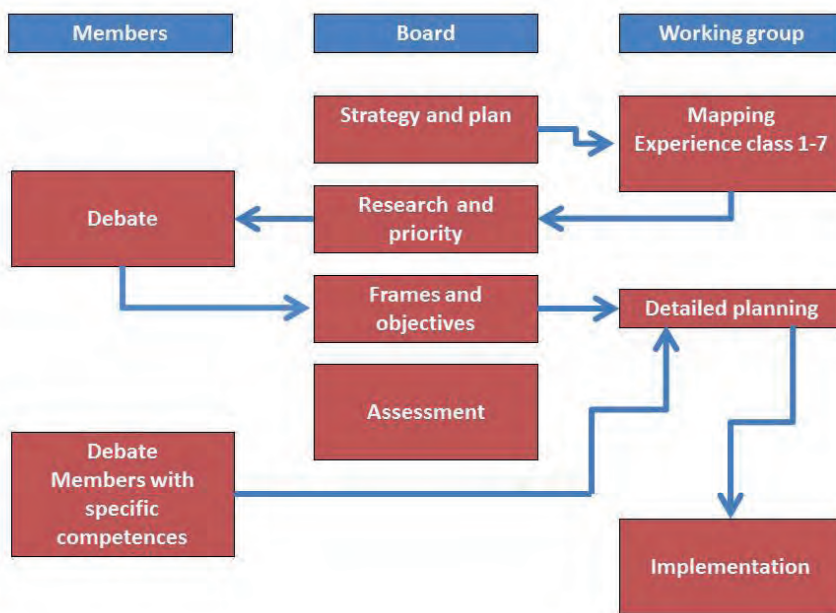 Members
Board
Working group
Strategy and plan
Mapping
Experience class 1-7
Debate
Research and
priority
Frames and
objectives
Detailed planning
Assessment
Debate
Members with
specific
competences
Implementation